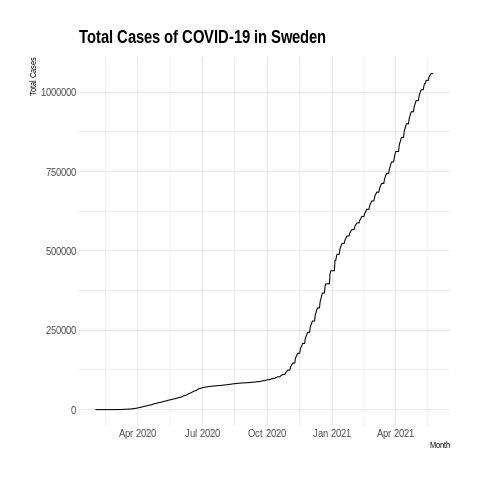 Total Cases of COVID-19 in Sweden
Total Cases
1000000
750000
500000
250000
0
Apr 2020 Jul 2020 Oct 2020 Jan 2021 Apr 2021
Month